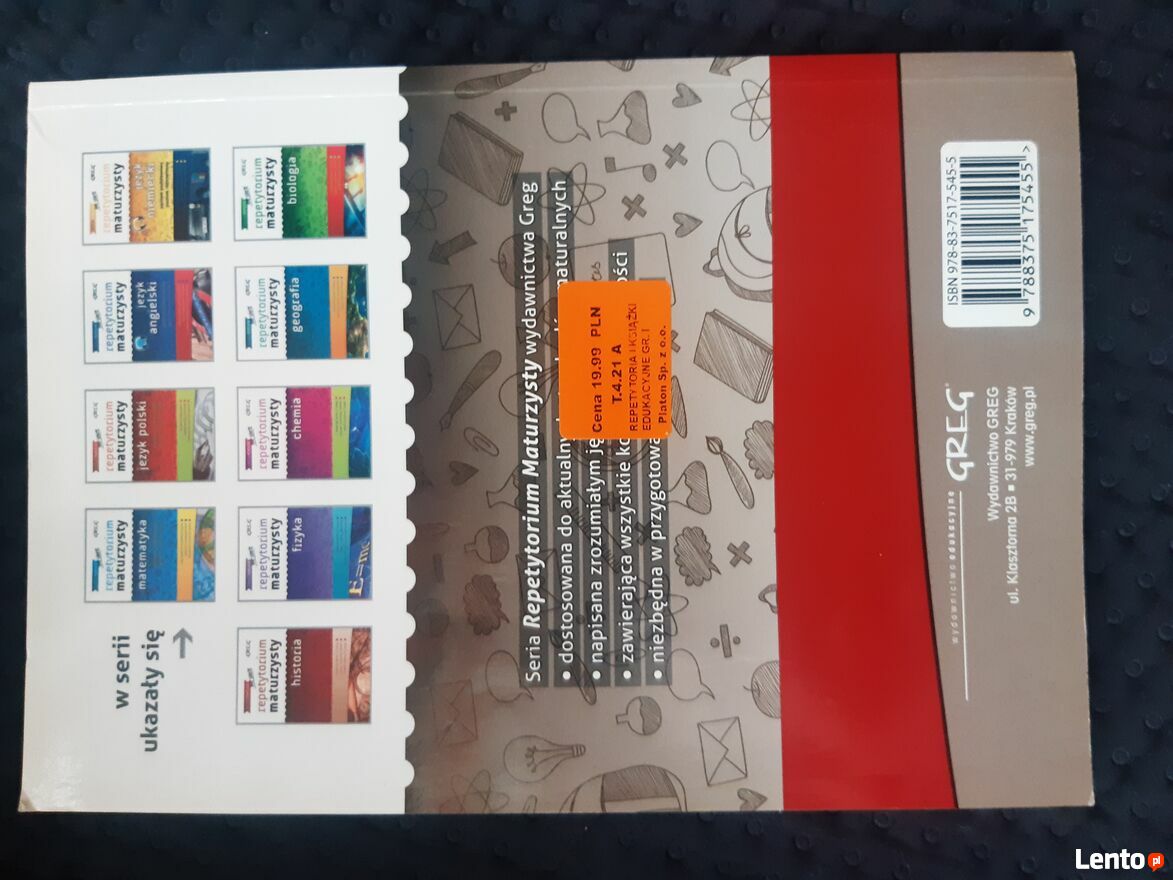 w serii
ukazały się
repetytorium
maturzysty
matematyka
repetytorium
maturzysty
język polski
repetytorium
maturzysty
język
angielski
repetytorium
maturzysty
język
niemiecki
repetytorium
maturzysty
historia
repetytorium
maturzysty
fizyka
E=mc
repetytorium
maturzysty
chemia
repetytorium
maturzysty
geografia
repetytorium
maturzysty
biologia
Seria Repetytorium Maturzysty wydawnictwa Greg
• dostosowana do aktualnych maturalnych
• napisana zrozumiałym
• zawierająca wszystkie
• niezbędna w
Cena 19.99 PLN
T.4.21 A
REPETYTORIA I KSIĄŻKI
EDUKACYJNE GR. I
Platon Sp. z o.o.
wydawnictwo edukacyjne GREG®
Wydawnictwo GREG
ul. Klasztorna 2B ▪ 31-979 Kraków
www.greg.pl
ISBN 978-83-7517-545-5
9 788375 175455 >
Lento.pl